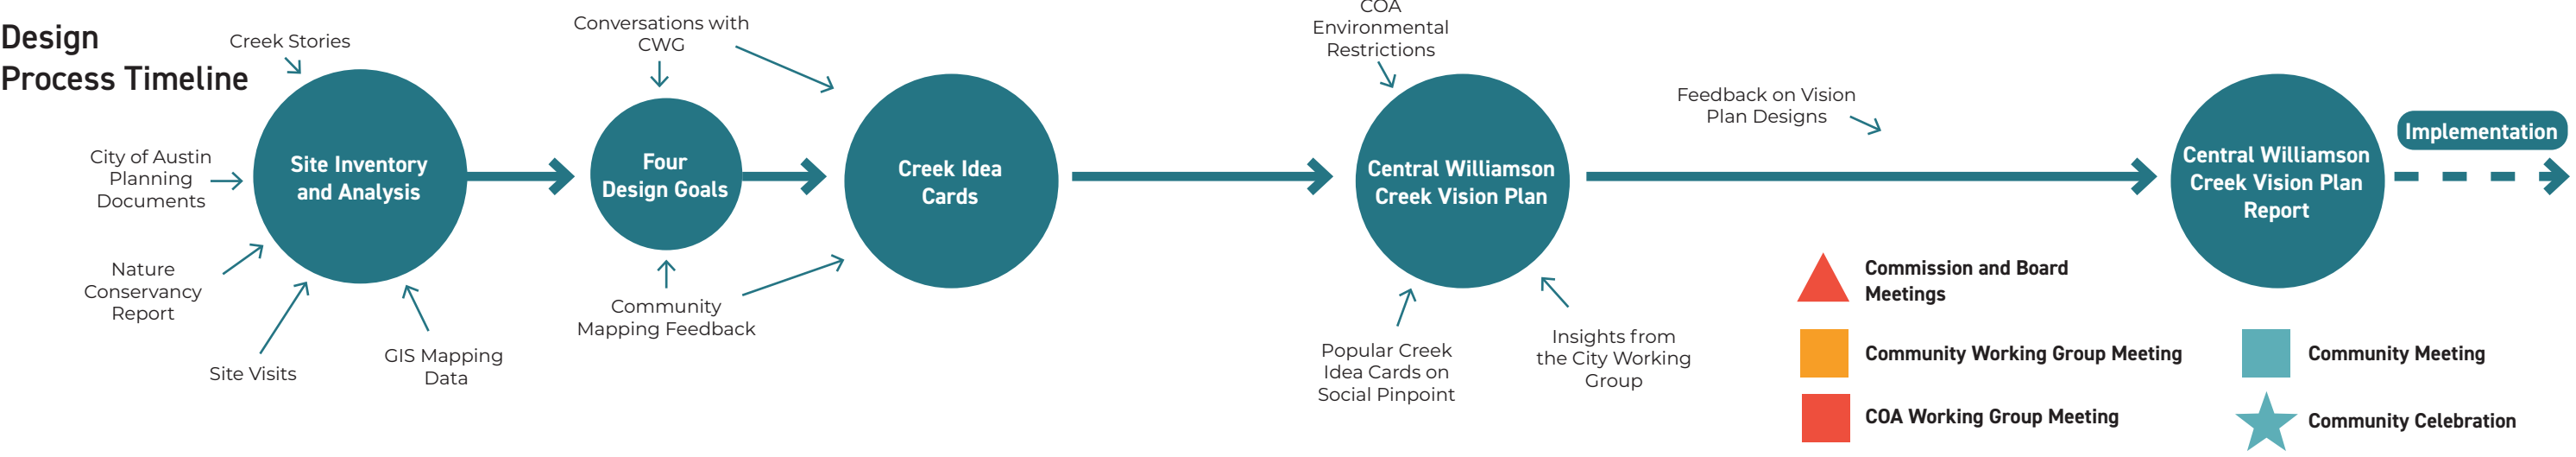 Design
Process Timeline
Creek Stories
City of Austin
Planning
Documents
Nature
Conservancy
Report
Site Visits
GIS Mapping
Data
Site Inventory
and Analysis
Conversations with
CWG
Four
Design Goals
Community
Mapping Feedback
Creek Idea
Cards
COA
Environmental
Restrictions
Central Williamson
Creek Vision Plan
Popular Creek
Idea Cards on
Social Pinpoint
Insights from
the City Working
Group
Feedback on Vision
Plan Designs
Central Williamson
Creek Vision Plan
Report
Implementation
Commission and Board
Meetings
Community Working Group Meeting
COA Working Group Meeting
Community Meeting
Community Celebration